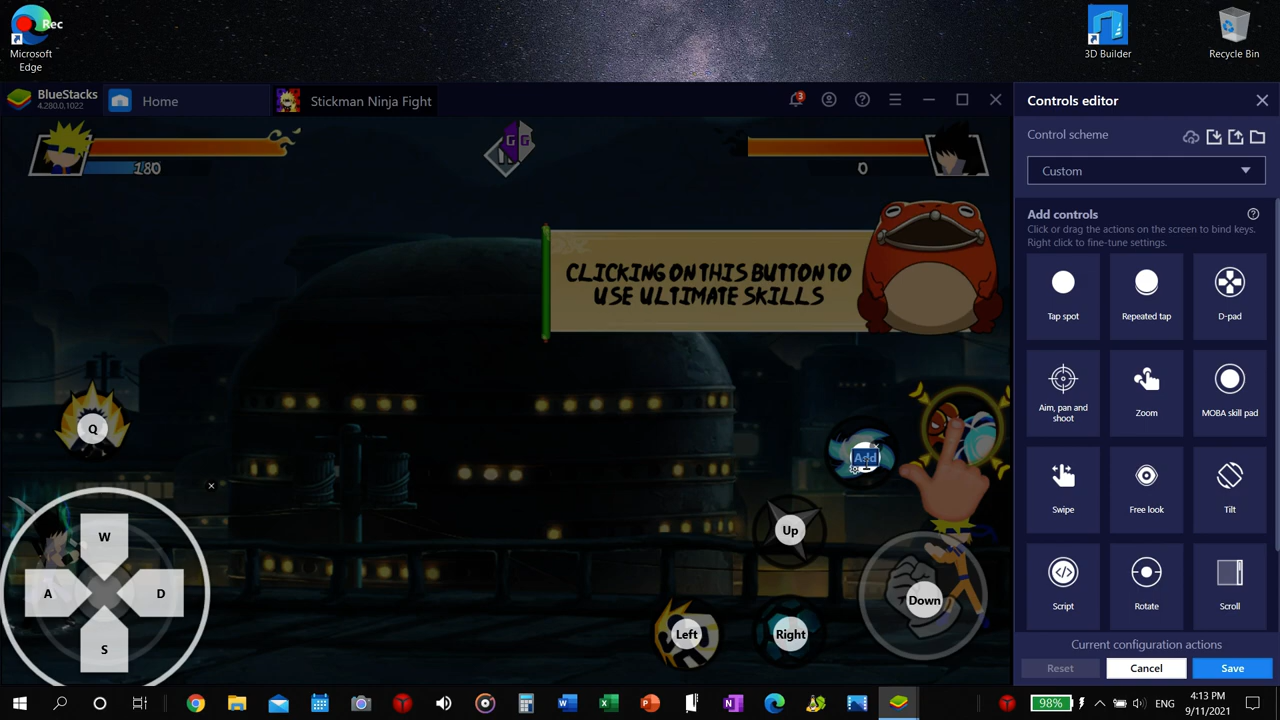 Rec
Microsoft
Edge
3D Builder
Recycle Bin
BlueStacks
4.280.0.1022
Home
Stickman Ninja Fight
3
Controls editor
Control scheme
Custom
180
G G
0
CLICKING ON THIS BUTTON TO
USE ULTIMATE SKILLS
Add controls
Click or drag the actions on the screen to bind keys.
Right click to fine-tune settings.
Tap spot
Repeated tap
D-pad
Aim, pan and
shoot
Zoom
MOBA skill pad
Swipe
Free look
Tilt
Script
Rotate
Scroll
Q
Add
W
A
D
S
Up
Left
Right
Down
Current configuration actions
Reset
Cancel
Save
98%
ENG
4:13 PM
9/11/2021